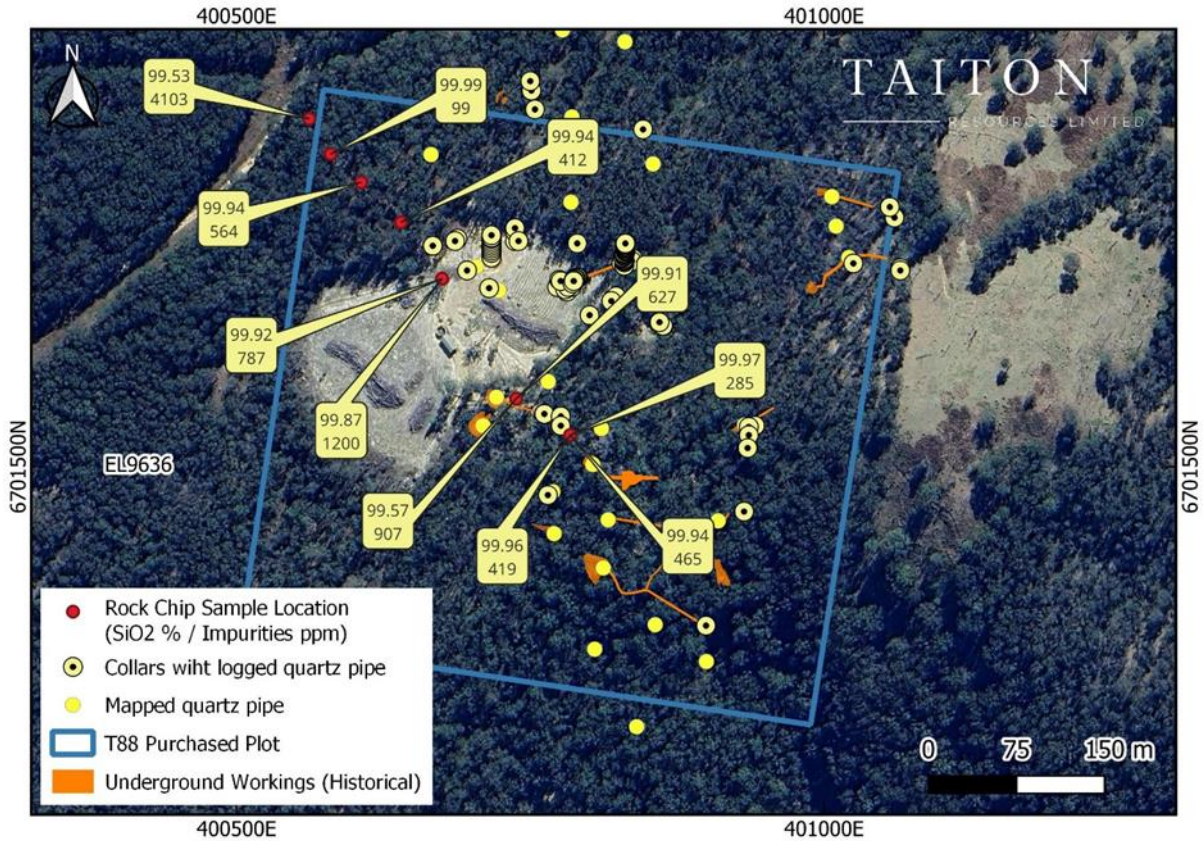 400500E
401000E
N
TAITON
RESOURCES LIMITED
99.53
4103
99.99
99
99.94
412
99.94
564
99.91
627
99.92
787
99.97
285
99.87
1200
6701500N
6701500N
EL9636
99.57
907
99.96
419
99.94
465
Rock Chip Sample Location
(SiO2 % / Impurities ppm)
Collars wiht logged quartz pipe
Mapped quartz pipe
T88 Purchased Plot
Underground Workings (Historical)
0 75 150 m
400500E
401000E